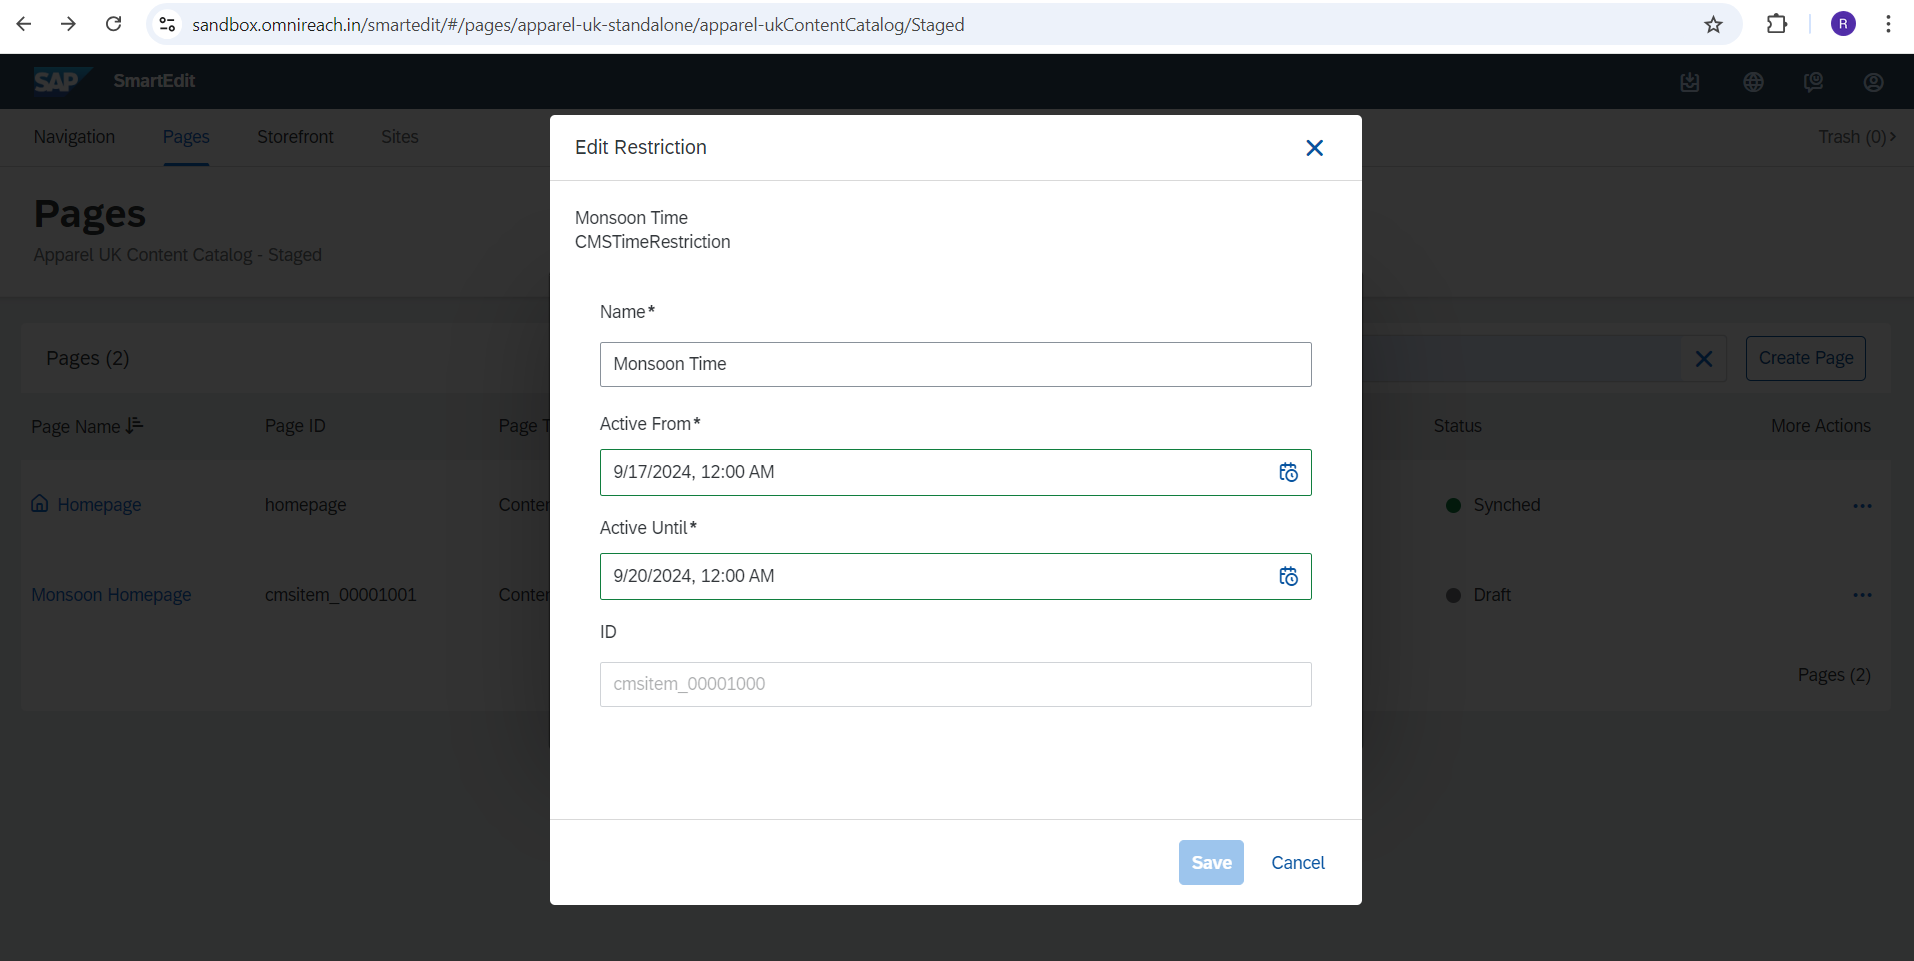 sandbox.omnireach.in/smartedit/#/pages/apparel-uk-standalone/apparel-ukContentCatalog/Staged
R
SAP SmartEdit
Navigation Pages Storefront Sites
Trash (0)
Pages
Apparel UK Content Catalog - Staged
Pages (2)
Create Page
Page Name Page ID Page T
Status More Actions
Homepage homepage Conter
Synched
Monsoon Homepage cmsitem_00001001 Conter
Draft
Pages (2)
Edit Restriction
Monsoon Time
CMSTimeRestriction
Name*
Monsoon Time
Active From*
9/17/2024, 12:00 AM
Active Until*
9/20/2024, 12:00 AM
ID
cmsitem_00001000
Save Cancel